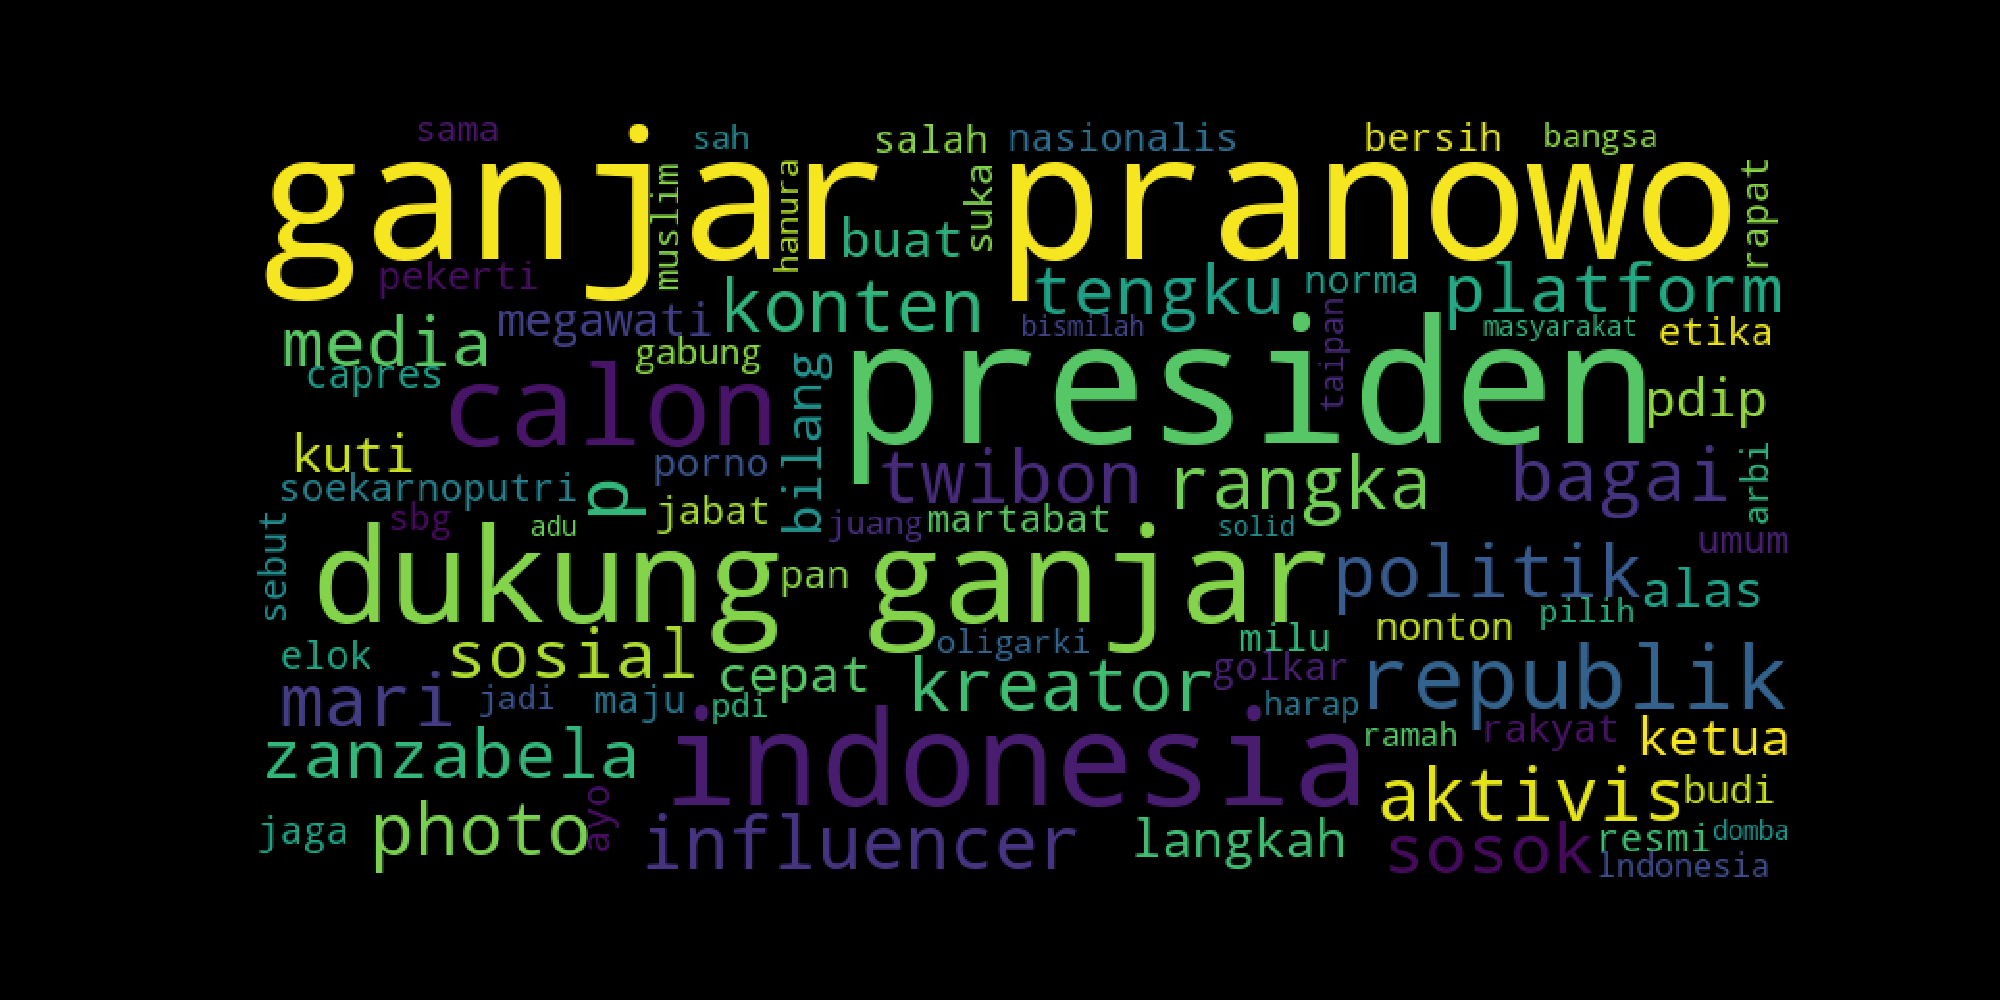 sama
sah
salah
nasionalis
bersih
bangsa
ganjar pranowo
muslim
hanura
suka
rapat
buat
pekerti
konten
tengku
norma
platform
media
megawati
bismilah
taipan
masyarakat
etika
gabung
capres
calon
bilang
presiden
pdip
kuti
porno
twibon
rangka
bagai
arbi
soekarnoputri
p
jabat
sbg
adu
juang
martabat
solid
umum
sebut
dukung ganjar
pan
politik
alas
pilih
nonton
elok
sosial
oligarki
milu
cepat
kreator
golkar
republik
mari
jadi
maju
pdi
harap
zanzabela
indonesia
ramah
rakyat
ketua
aktivis
budi
jaga
photo
ayo
influencer
langkah
sosok
resmi
domba
lndonesia